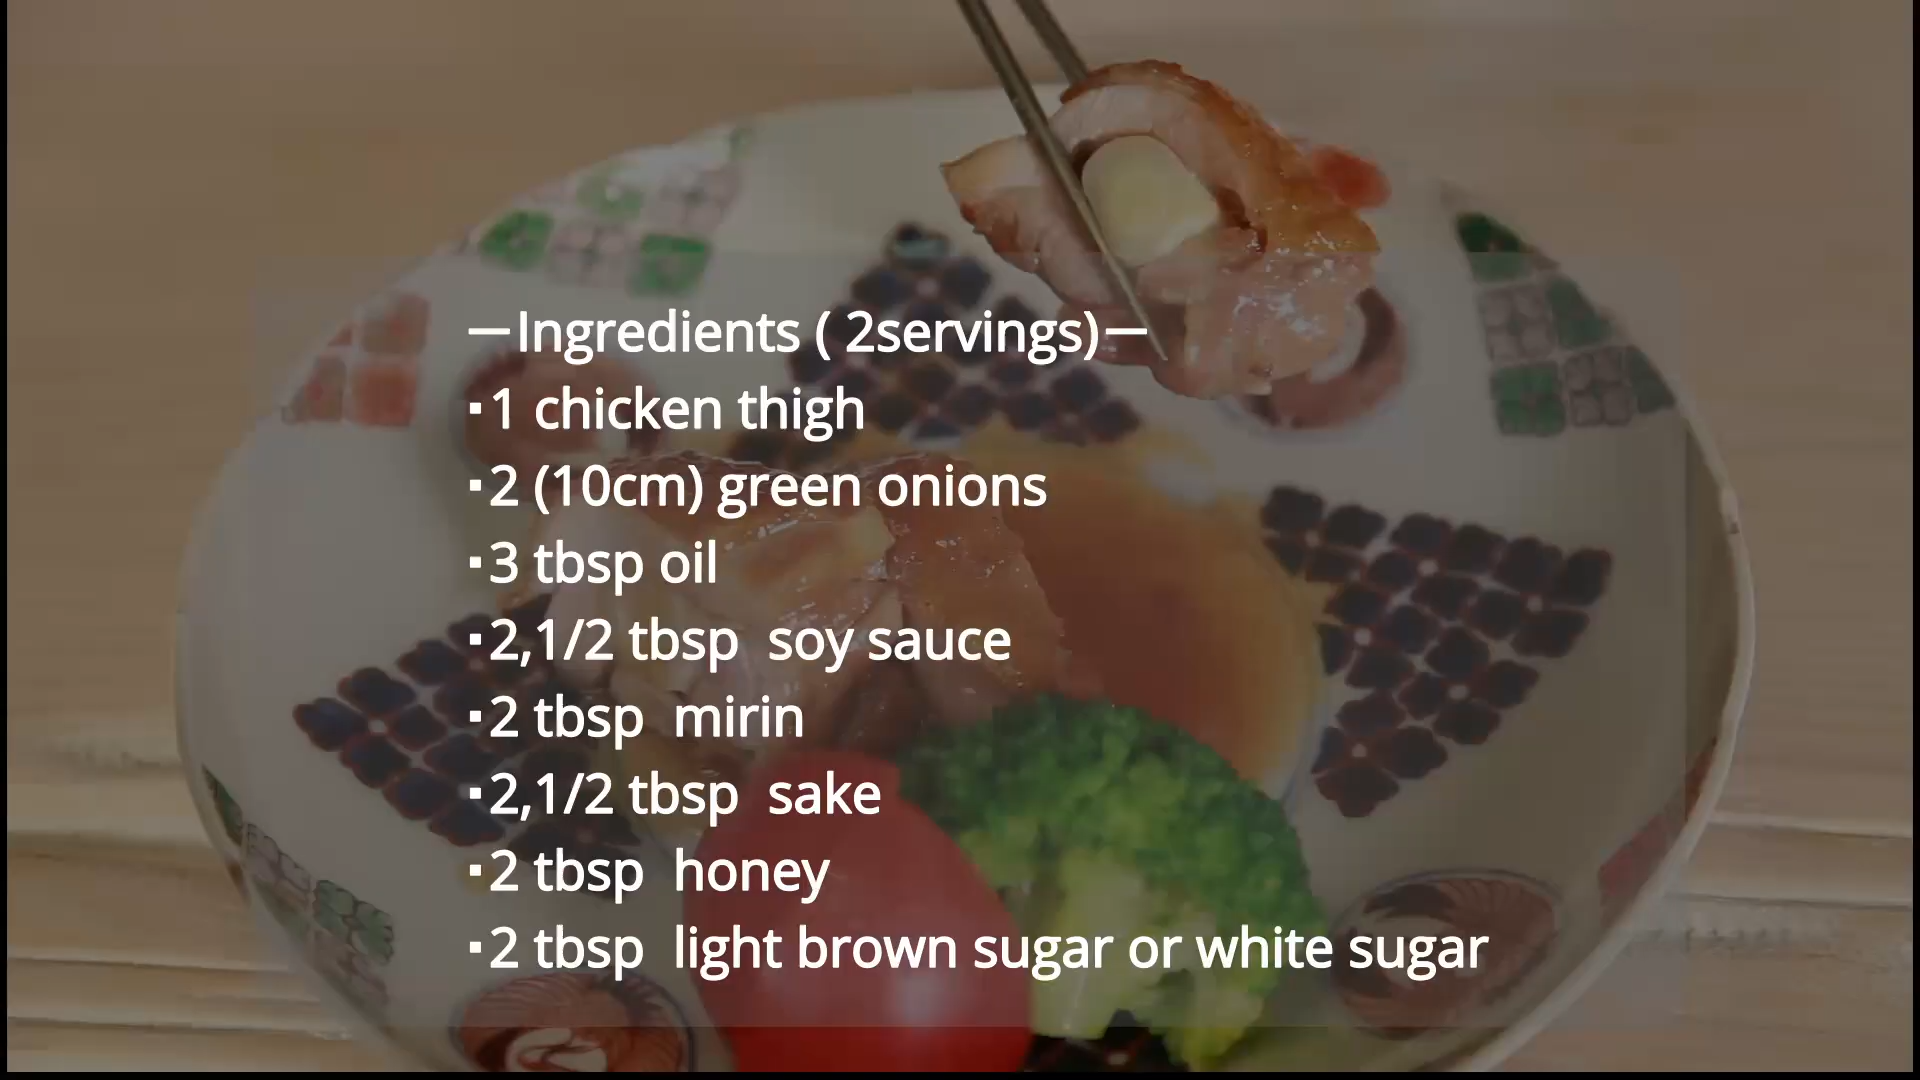 ーIngredients ( 2servings)ー
·1 chicken thigh
·2 (10cm) green onions
·3 tbsp oil
·2,1/2 tbsp  soy sauce
·2 tbsp  mirin
·2,1/2 tbsp  sake
·2 tbsp  honey
·2 tbsp  light brown sugar or white sugar